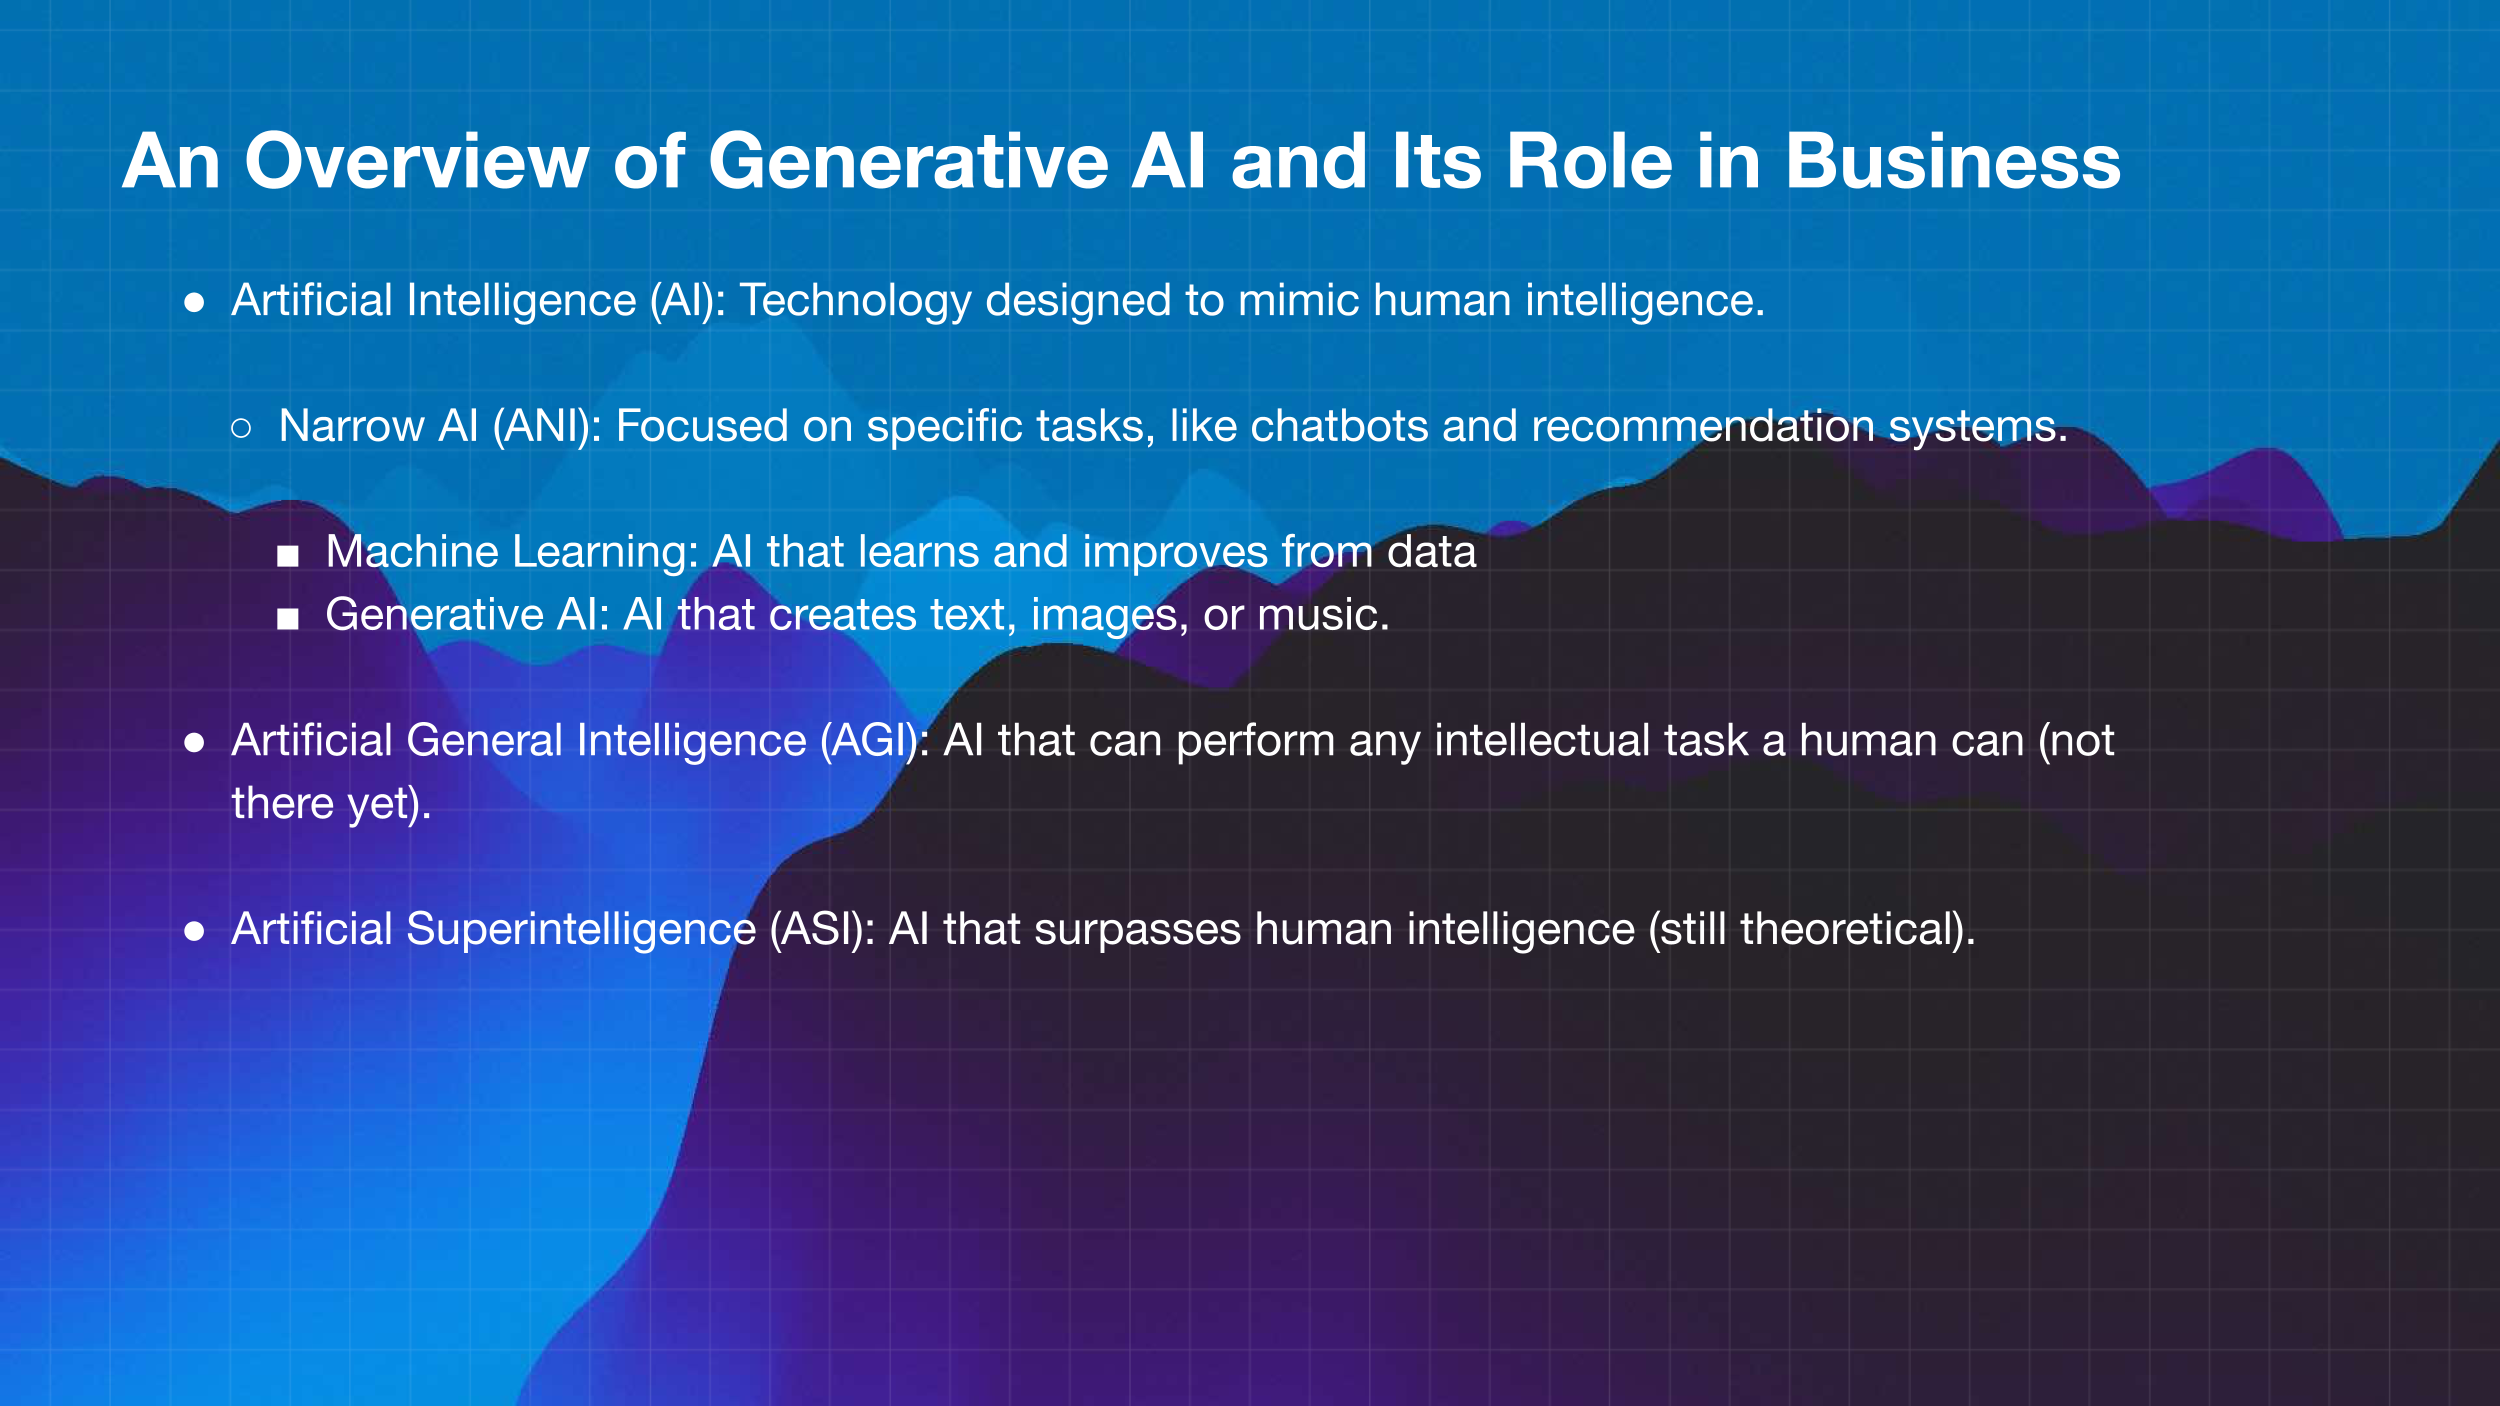 An Overview of Generative AI and Its Role in Business
● Artificial Intelligence (AI): Technology designed to mimic human intelligence.
○ Narrow AI (ANI): Focused on specific tasks, like chatbots and recommendation systems.
■ Machine Learning: AI that learns and improves from data
■ Generative AI: AI that creates text, images, or music.
● Artificial General Intelligence (AGI): AI that can perform any intellectual task a human can (not
there yet).
● Artificial Superintelligence (ASI): AI that surpasses human intelligence (still theoretical).